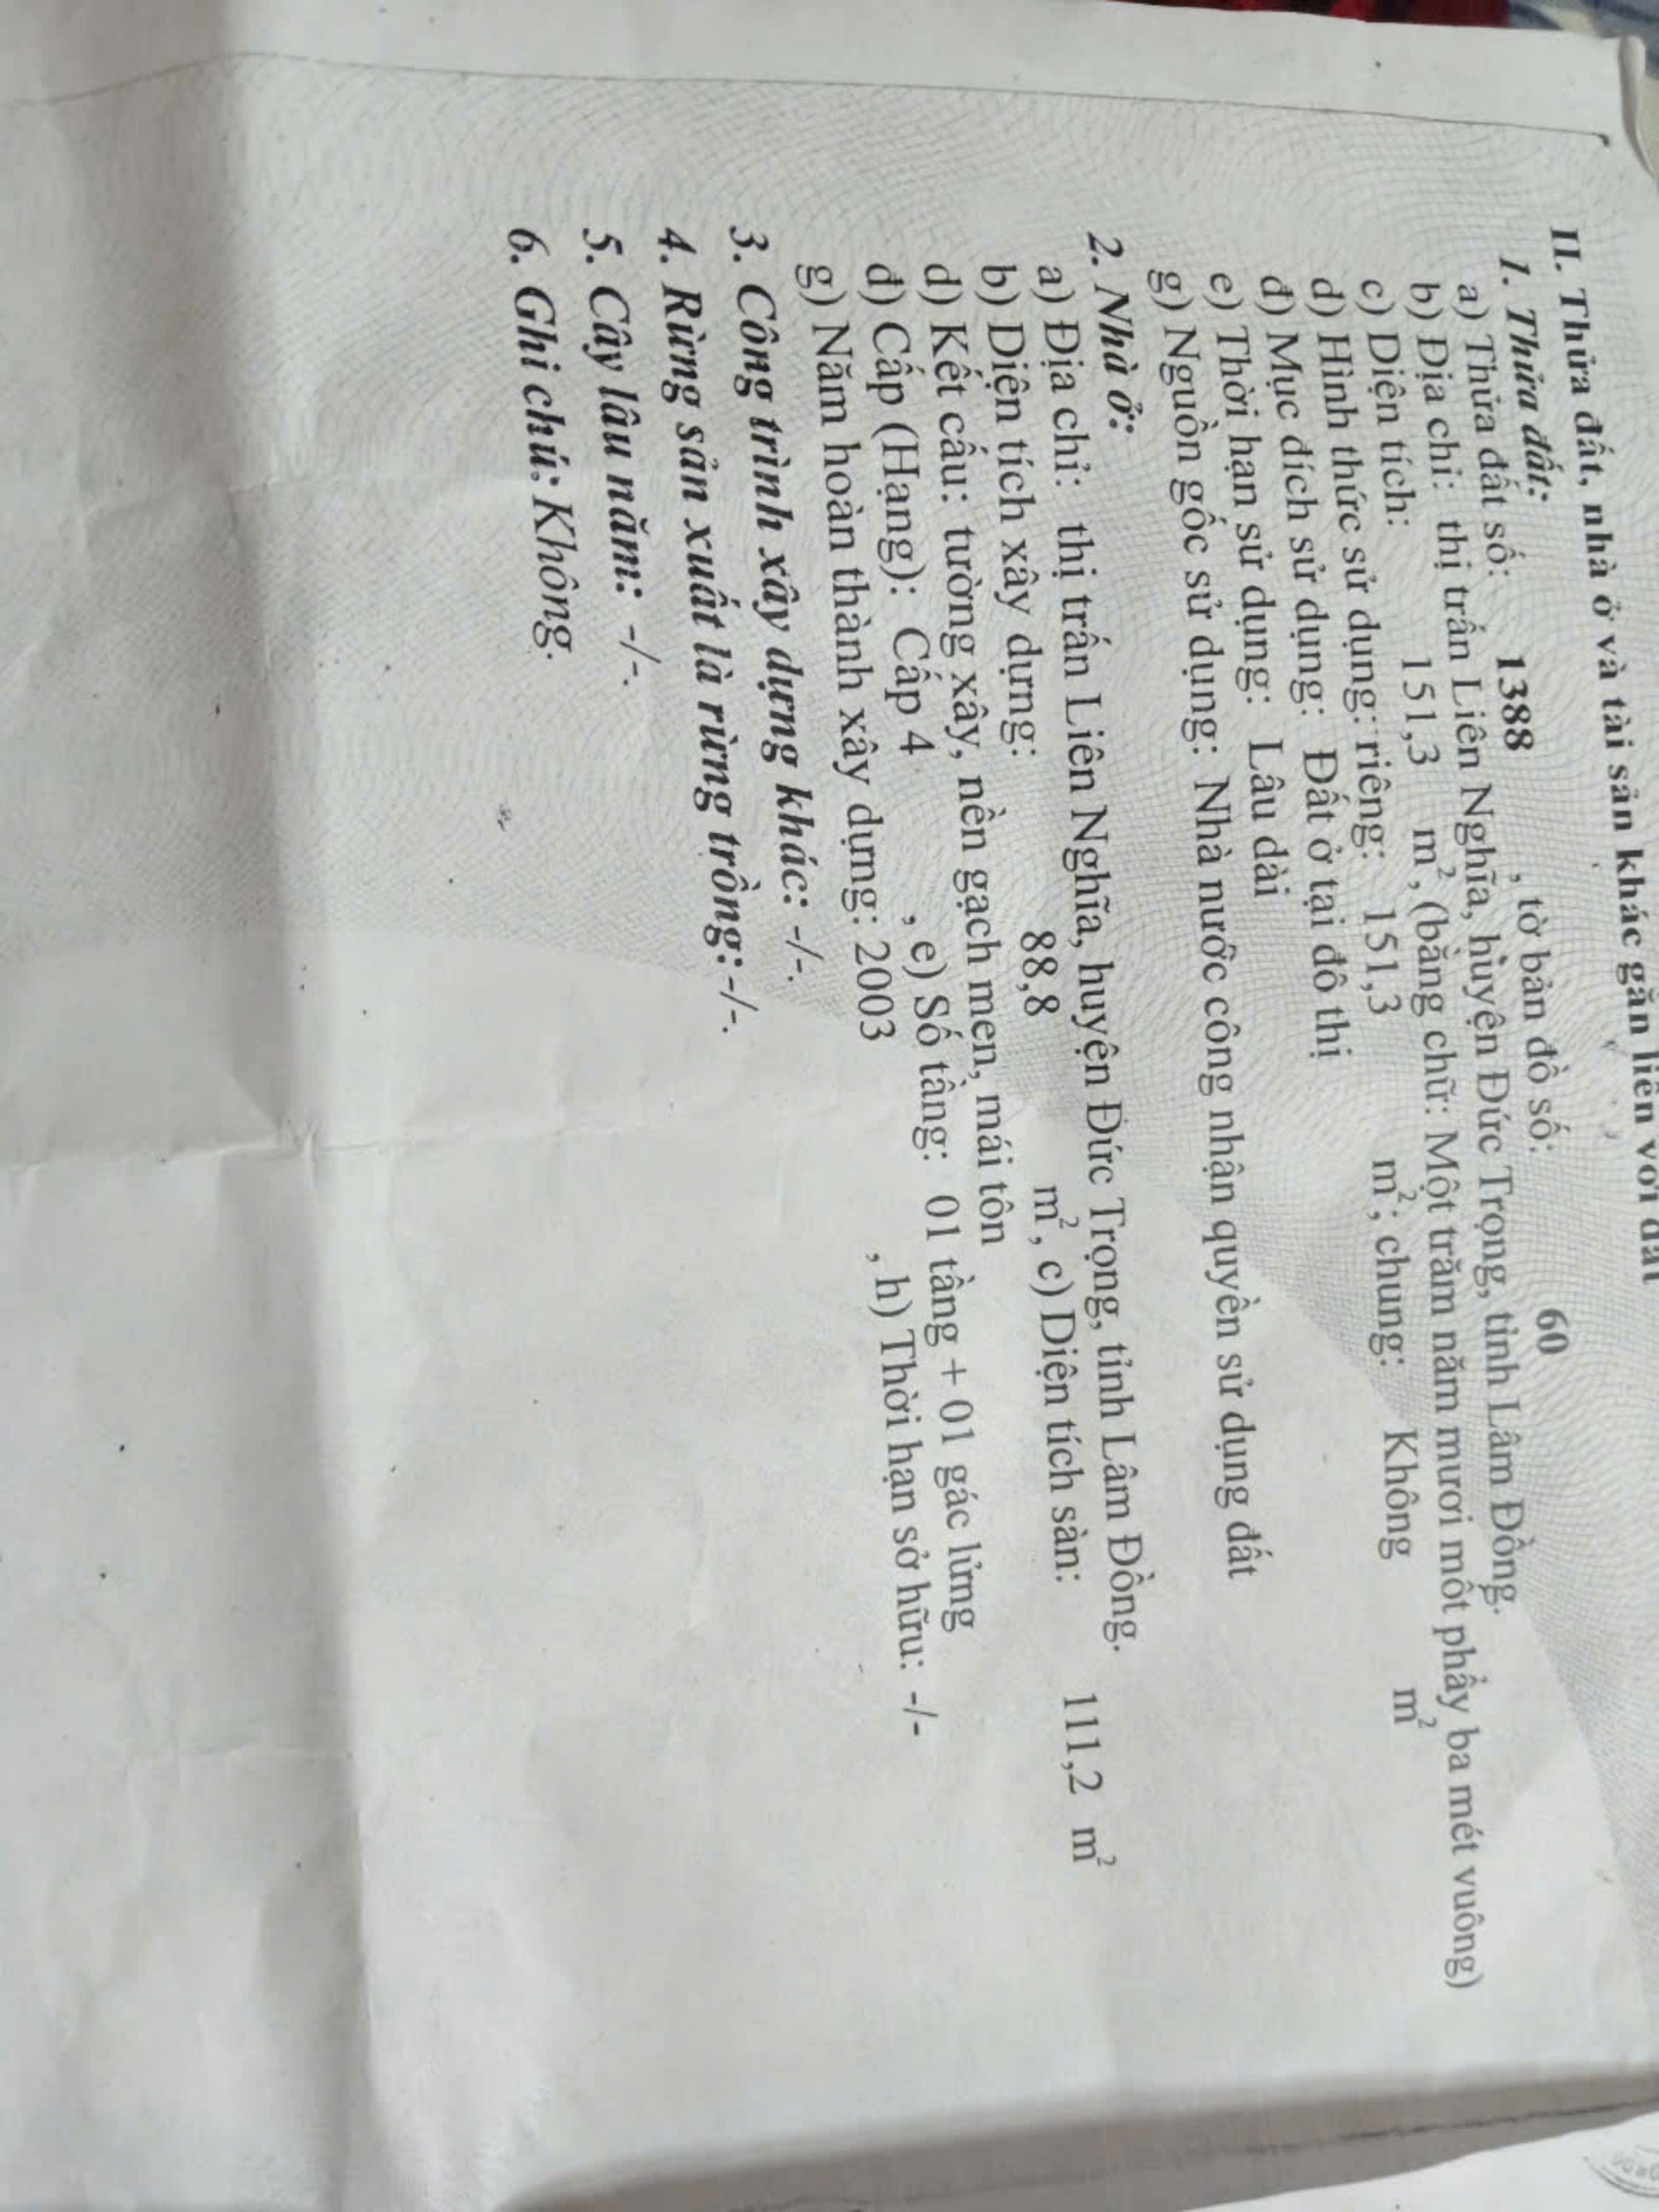 II. Thửa đất, nhà ở và tài sản khác gắn liền với đất
1. Thửa đất:
a) Thửa đất số: 1388 , tờ bản đồ số: 60
b) Địa chỉ: thị trấn Liên Nghĩa, huyện Đức Trọng, tỉnh Lâm Đồng.
c) Diện tích: 151,3 m², (bằng chữ: Một trăm năm mươi mốt phẩy ba mét vuông)
d) Hình thức sử dụng: riêng: 151,3 m²; chung: Không m²
đ) Mục đích sử dụng: Đất ở tại đô thị
e) Thời hạn sử dụng: Lâu dài
g) Nguồn gốc sử dụng: Nhà nước công nhận quyền sử dụng đất
2. Nhà ở:
a) Địa chỉ: thị trấn Liên Nghĩa, huyện Đức Trọng, tỉnh Lâm Đồng.
b) Diện tích xây dựng: 88,8 m², c) Diện tích sàn: 111,2 m²
d) Kết cấu: tường xây, nền gạch men, mái tôn
đ) Cấp (Hạng): Cấp 4 , e) Số tầng: 01 tầng + 01 gác lửng
g) Năm hoàn thành xây dựng: 2003 , h) Thời hạn sở hữu: -/-
3. Công trình xây dựng khác: -/-.
4. Rừng sản xuất là rừng trồng: -/-.
5. Cây lâu năm: -/-.
6. Ghi chú: Không.